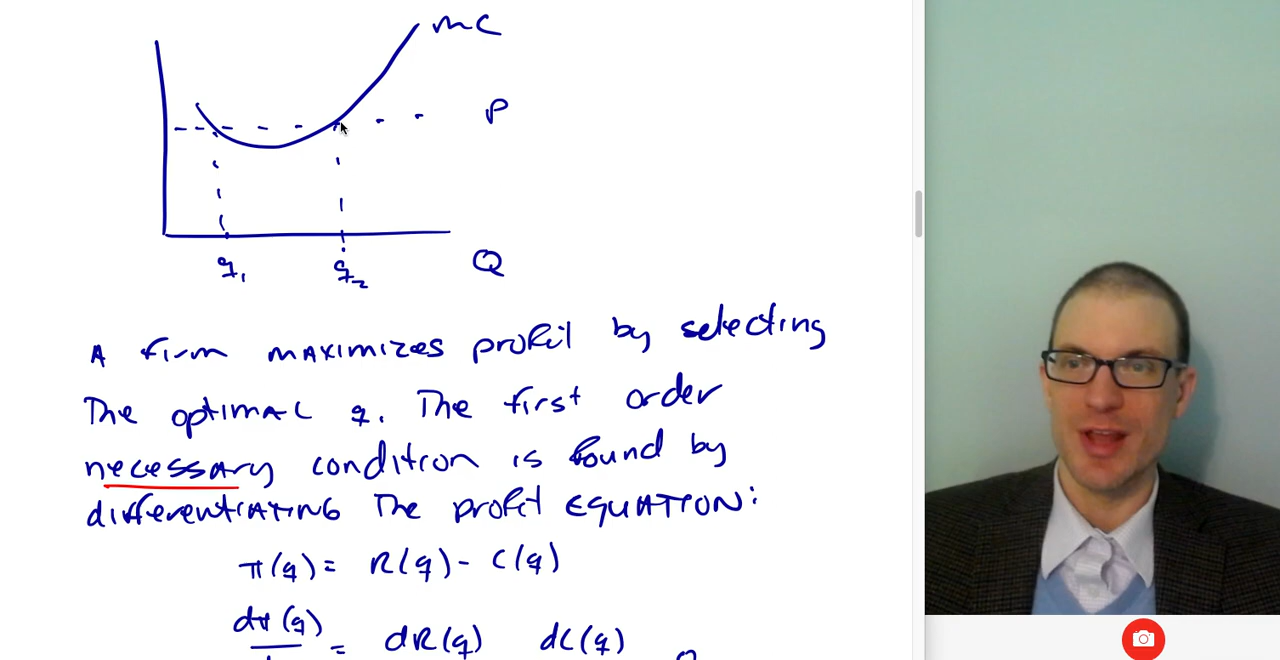 MC
P
q₁ q₂ Q
A firm MAXIMIZES profit by selecting
The OPTIMAL q. The first order
necessary condition is found by
differentiATING The profit EQUATION:
π(q) = R(q) - C(q)
dπ(q) = dR(q) dC(q)